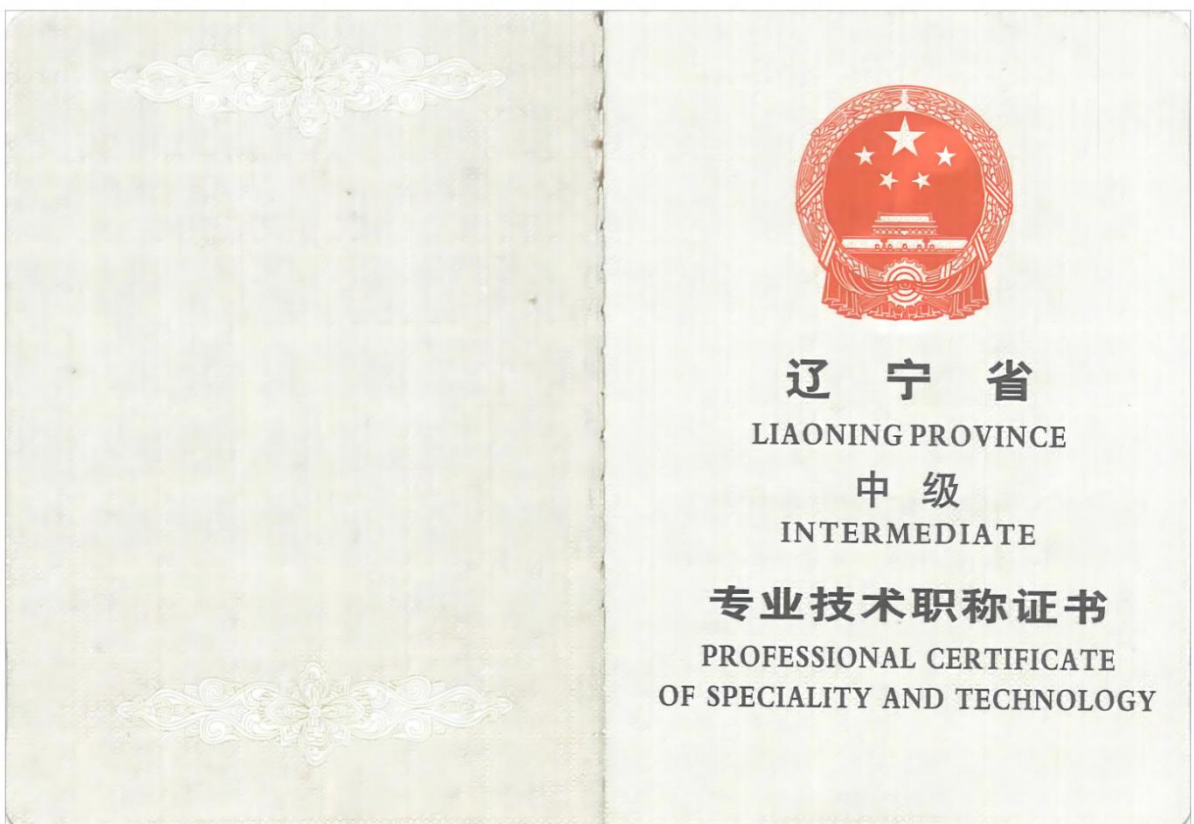 辽宁省
LIAONING PROVINCE
中级
INTERMEDIATE
专业技术职称证书
PROFESSIONAL CERTIFICATE
OF SPECIALITY AND TECHNOLOGY